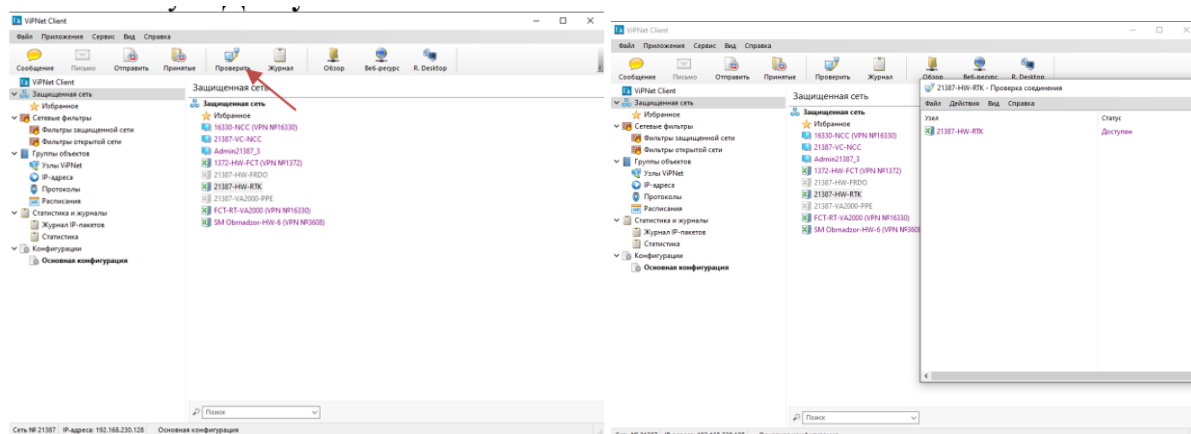 ViPNet Client
Файл Приложения Сервис Вид Справка
Сообщение Письмо Отправить Принятые Проверить Журнал Обзор Веб-ресурс R. Desktop
ViPNet Client
Защищенная сеть
Избранное
Сетевые фильтры
Фильтры защищенной сети
Фильтры открытой сети
Группы объектов
Узлы ViPNet
IP-адреса
Протоколы
Расписания
Статистика и журналы
Журнал IP-пакетов
Статистика
Конфигурации
Основная конфигурация
Защищенная сеть
Защищенная сеть
Избранное
16330-NCC (VPN №16330)
21387-VC-NCC
Admin21387_3
1372-HW-FCT (VPN №1372)
21387-HW-FRDO
21387-HW-RTK
21387-VA2000-PPE
FCT-RT-VA2000 (VPN №16330)
SM Obrnadzor-HW-6 (VPN №3608)
Поиск
Сеть № 21387 IP-адреса: 192.168.230.128 Основная конфигурация
ViPNet Client
Файл Приложения Сервис Вид Справка
Сообщение Письмо Отправить Принятые Проверить Журнал Обзор Веб-ресурс R. Desktop
ViPNet Client
Защищенная сеть
Избранное
Сетевые фильтры
Фильтры защищенной сети
Фильтры открытой сети
Группы объектов
Узлы ViPNet
IP-адреса
Протоколы
Расписания
Статистика и журналы
Журнал IP-пакетов
Статистика
Конфигурации
Основная конфигурация
Защищенная сеть
Защищенная сеть
Избранное
16330-NCC (VPN №16330)
21387-VC-NCC
Admin21387_3
1372-HW-FCT (VPN №1372)
21387-HW-FRDO
21387-HW-RTK
21387-VA2000-PPE
FCT-RT-VA2000 (VPN №16330)
SM Obrnadzor-HW-6 (VPN №3608
Поиск
21387-HW-RTK - Проверка соединения
Файл Действия Вид Справка
Узел Статус
21387-HW-RTK Доступен